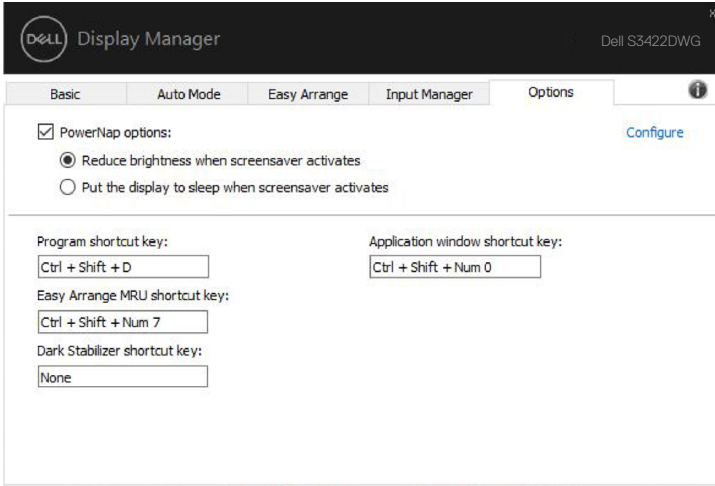 DELL Display Manager
Dell S3422DWG
Basic Auto Mode Easy Arrange Input Manager Options
PowerNap options: Configure
Reduce brightness when screensaver activates
Put the display to sleep when screensaver activates
Program shortcut key: Application window shortcut key:
Ctrl + Shift + D Ctrl + Shift + Num 0
Easy Arrange MRU shortcut key:
Ctrl + Shift + Num 7
Dark Stabilizer shortcut key:
None